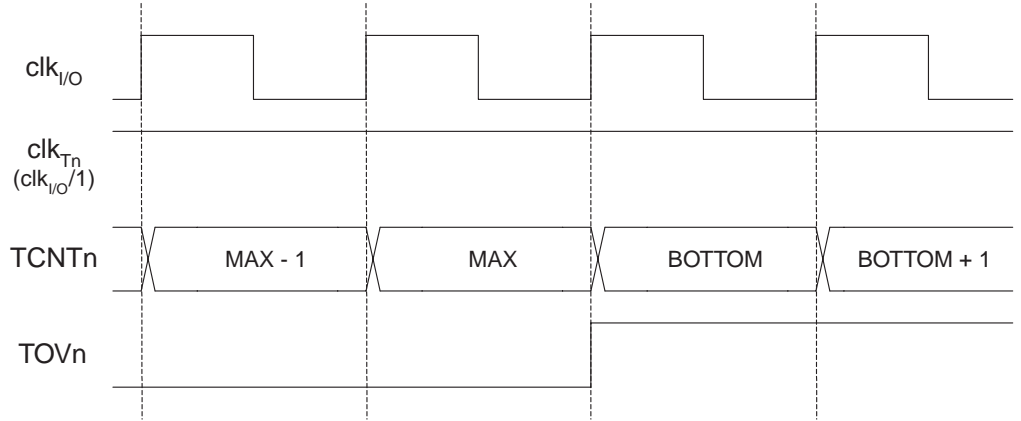 clkI/O
clkTn
(clkI/O/1)
TCNTn MAX - 1 MAX BOTTOM BOTTOM + 1
TOVn